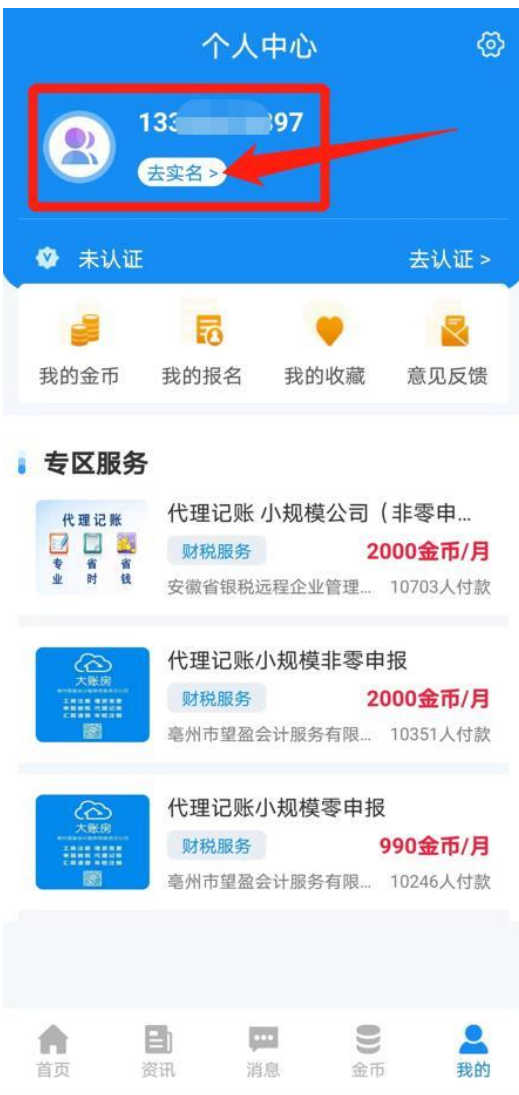 个人中心
133 397
去实名 >
未认证
去认证 >
我的金币 我的报名 我的收藏 意见反馈
专区服务
代理记账
专 省 省
业 时 钱
代理记账 小规模公司（非零申...
财税服务 2000金币/月
安徽省银税远程企业管理... 10703人付款
大账房
代理记账小规模非零申报
财税服务 2000金币/月
亳州市望盈会计服务有限... 10351人付款
大账房
代理记账小规模零申报
财税服务 990金币/月
亳州市望盈会计服务有限... 10246人付款
首页 资讯 消息 金币 我的